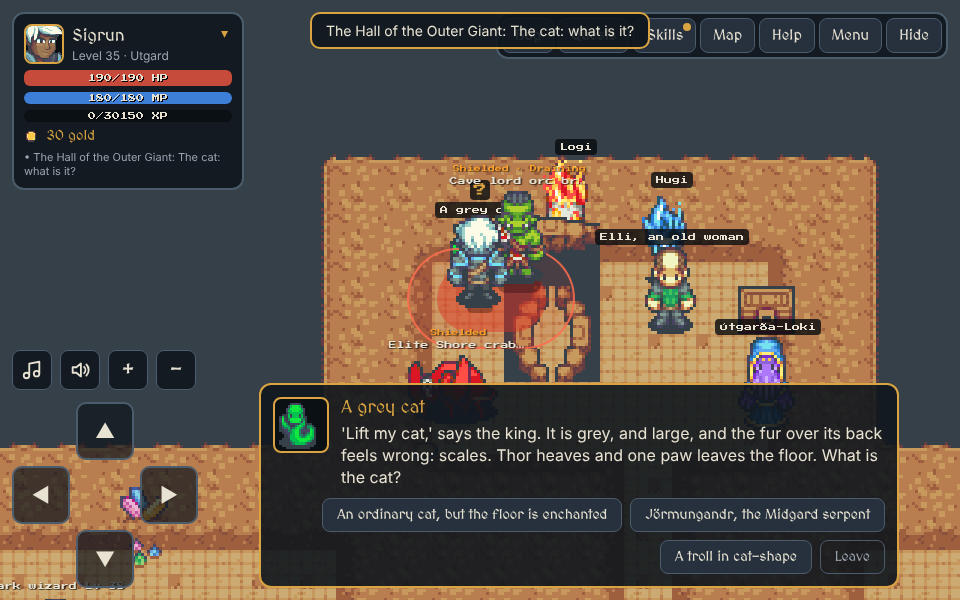 Sigrun
Level 35 · Utgard
190/190 HP
180/180 MP
0/30150 XP
30 gold
• The Hall of the Outer Giant: The cat: what is it?
The Hall of the Outer Giant: The cat: what is it?
Skills
Map
Help
Menu
Hide
Logi
Shielded · Draining
Cave lord orc
Hugi
A grey
Elli, an old woman
Útgarða-Loki
Shielded
Elite Shore crab…
A grey cat
'Lift my cat,' says the king. It is grey, and large, and the fur over its back
feels wrong: scales. Thor heaves and one paw leaves the floor. What is
the cat?
An ordinary cat, but the floor is enchanted
Jörmungandr, the Midgard serpent
A troll in cat-shape
Leave
ark wizard